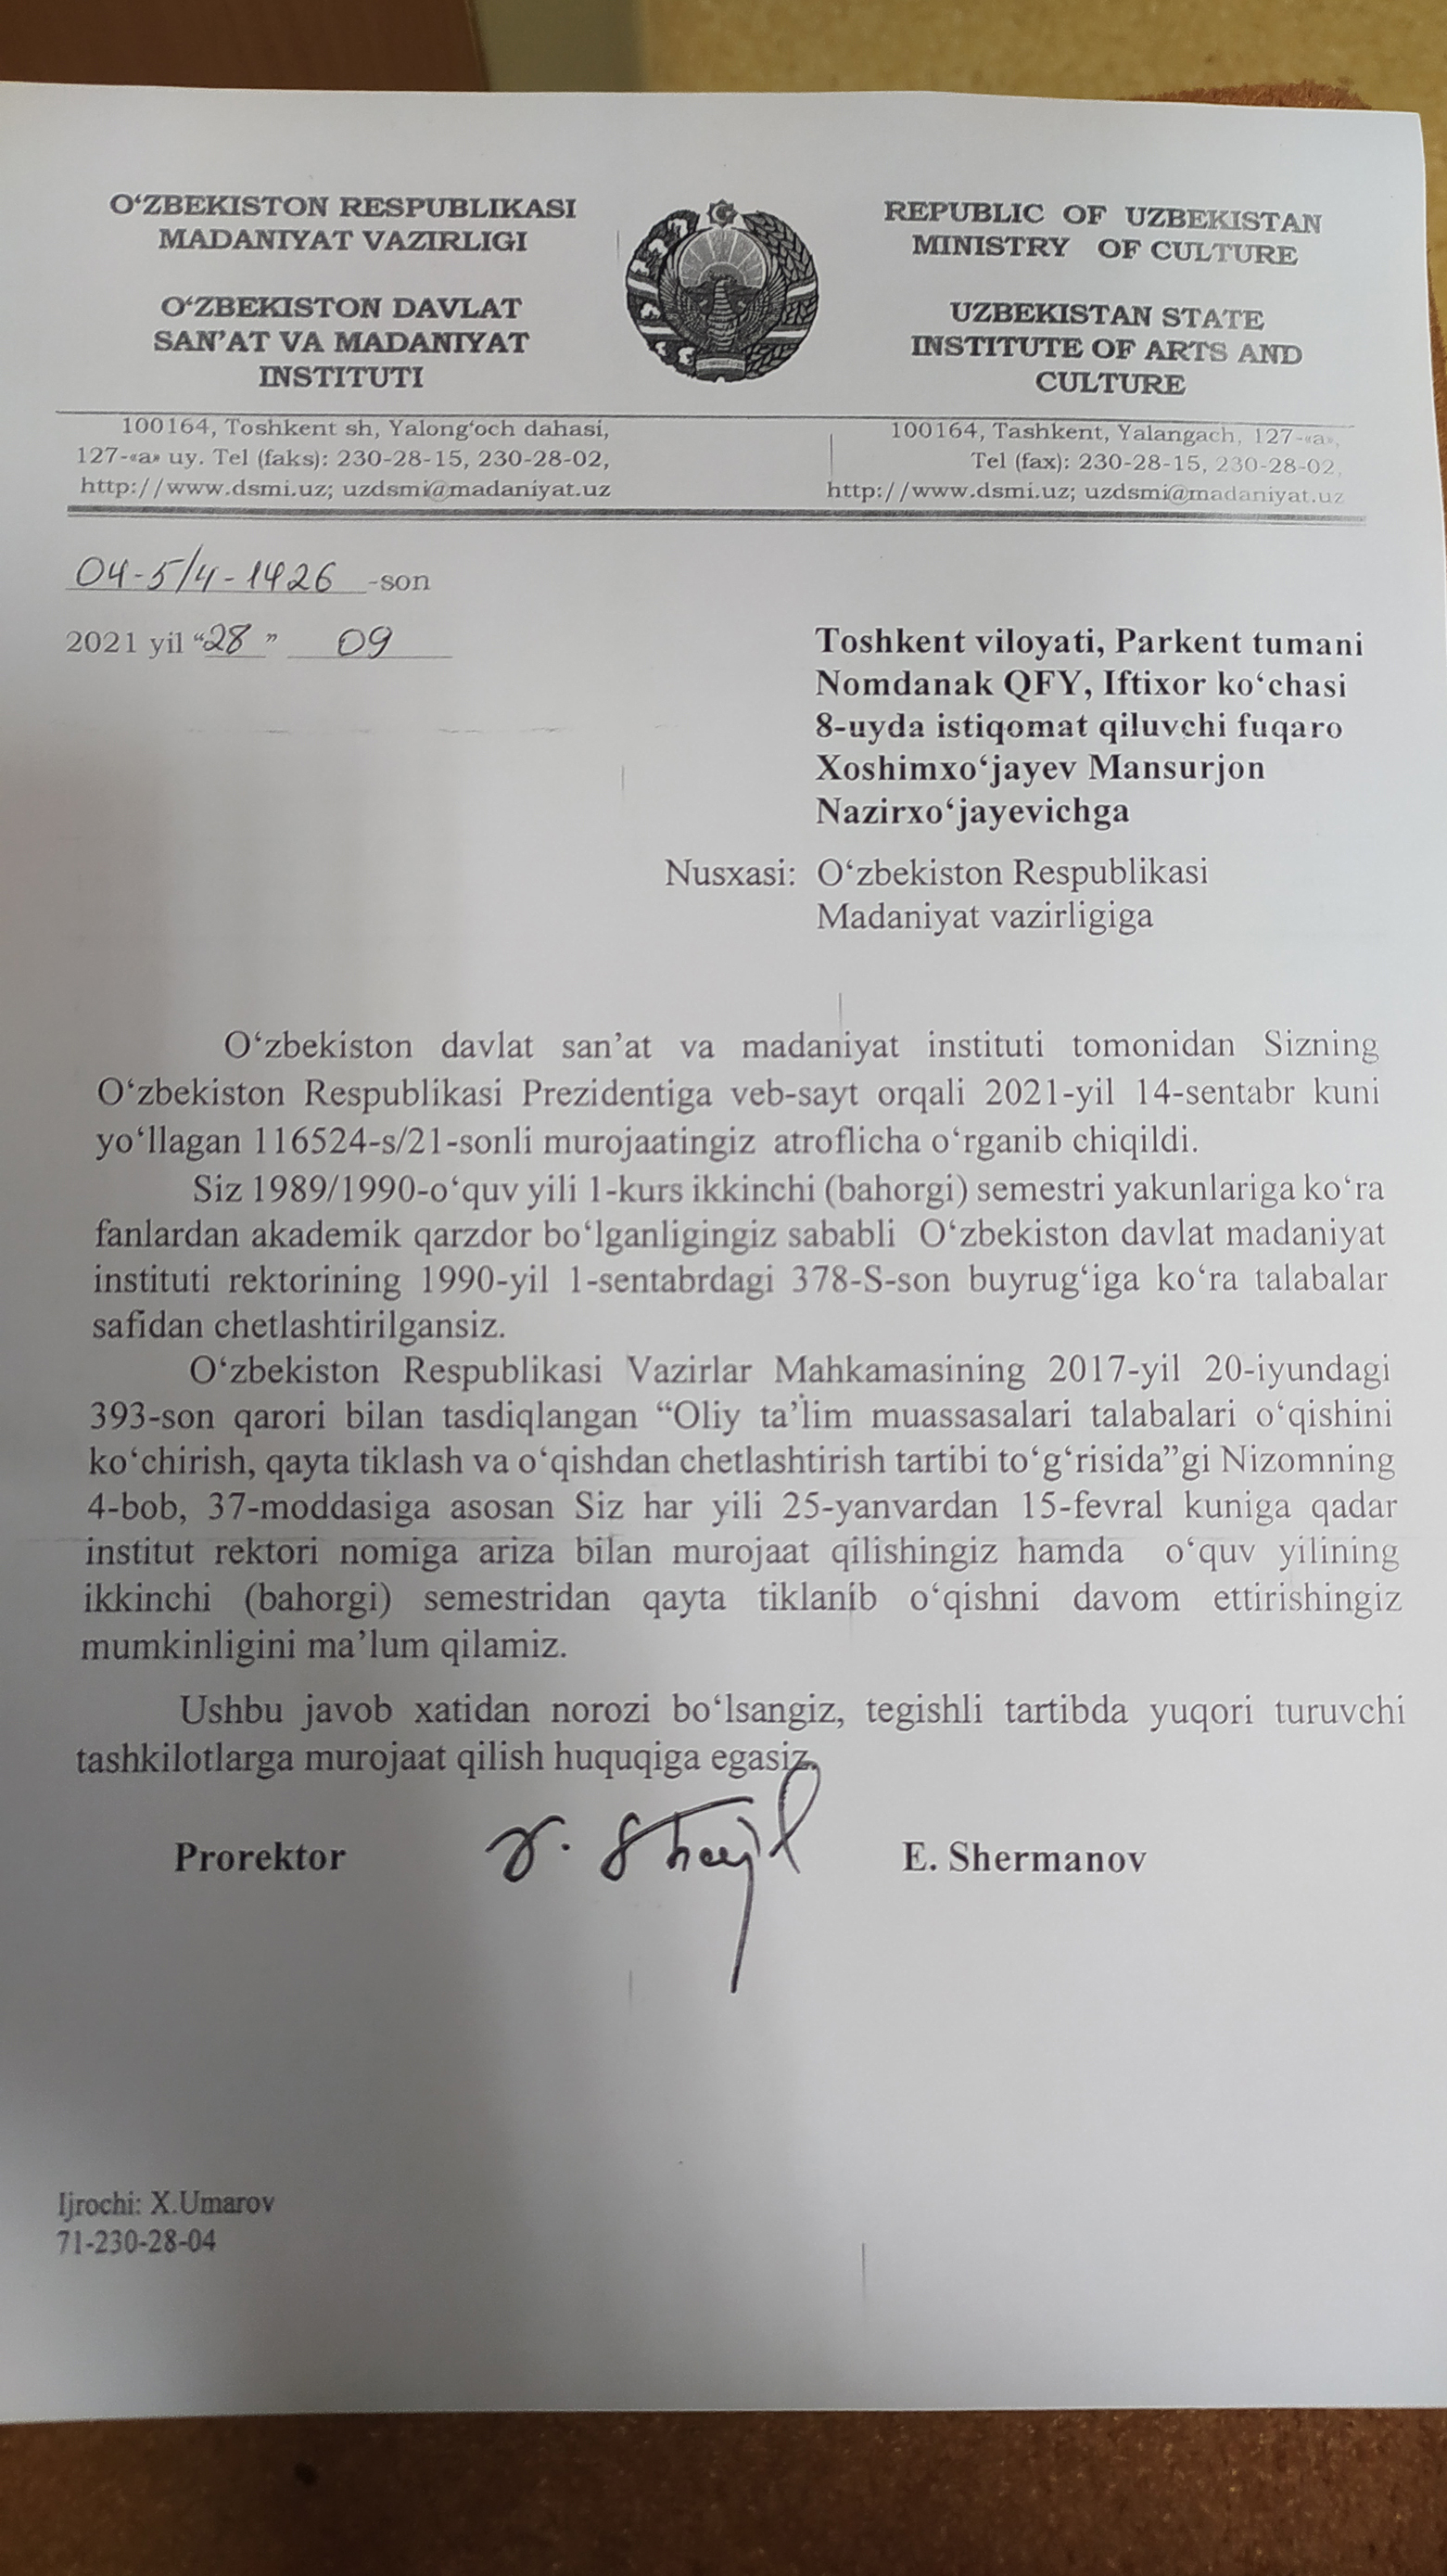 O‘ZBEKISTON RESPUBLIKASI
MADANIYAT VAZIRLIGI
O‘ZBEKISTON DAVLAT
SAN’AT VA MADANIYAT
INSTITUTI
REPUBLIC OF UZBEKISTAN
MINISTRY OF CULTURE
UZBEKISTAN STATE
INSTITUTE OF ARTS AND
CULTURE
100164, Toshkent sh, Yalong‘och dahasi,
127-«a» uy. Tel (faks): 230-28-15, 230-28-02,
http://www.dsmi.uz; uzdsmi@madaniyat.uz
100164, Tashkent, Yalangach, 127-«a»,
Tel (fax): 230-28-15, 230-28-02,
http://www.dsmi.uz; uzdsmi@madaniyat.uz
04-5/4-1426 -son
2021 yil “28” 09
Toshkent viloyati, Parkent tumani
Nomdanak QFY, Iftixor ko‘chasi
8-uyda istiqomat qiluvchi fuqaro
Xoshimxo‘jayev Mansurjon
Nazirxo‘jayevichga
Nusxasi: O‘zbekiston Respublikasi
Madaniyat vazirligiga
O‘zbekiston davlat san’at va madaniyat instituti tomonidan Sizning
O‘zbekiston Respublikasi Prezidentiga veb-sayt orqali 2021-yil 14-sentabr kuni
yo‘llagan 116524-s/21-sonli murojaatingiz atroflicha o‘rganib chiqildi.
Siz 1989/1990-o‘quv yili 1-kurs ikkinchi (bahorgi) semestri yakunlariga ko‘ra
fanlardan akademik qarzdor bo‘lganligingiz sababli O‘zbekiston davlat madaniyat
instituti rektorining 1990-yil 1-sentabrdagi 378-S-son buyrug‘iga ko‘ra talabalar
safidan chetlashtirilgansiz.
O‘zbekiston Respublikasi Vazirlar Mahkamasining 2017-yil 20-iyundagi
393-son qarori bilan tasdiqlangan “Oliy ta’lim muassasalari talabalari o‘qishini
ko‘chirish, qayta tiklash va o‘qishdan chetlashtirish tartibi to‘g‘risida”gi Nizomning
4-bob, 37-moddasiga asosan Siz har yili 25-yanvardan 15-fevral kuniga qadar
institut rektori nomiga ariza bilan murojaat qilishingiz hamda o‘quv yilining
ikkinchi (bahorgi) semestridan qayta tiklanib o‘qishni davom ettirishingiz
mumkinligini ma’lum qilamiz.
Ushbu javob xatidan norozi bo‘lsangiz, tegishli tartibda yuqori turuvchi
tashkilotlarga murojaat qilish huquqiga egasiz.
Prorektor E. Shermanov
Ijrochi: X.Umarov
71-230-28-04